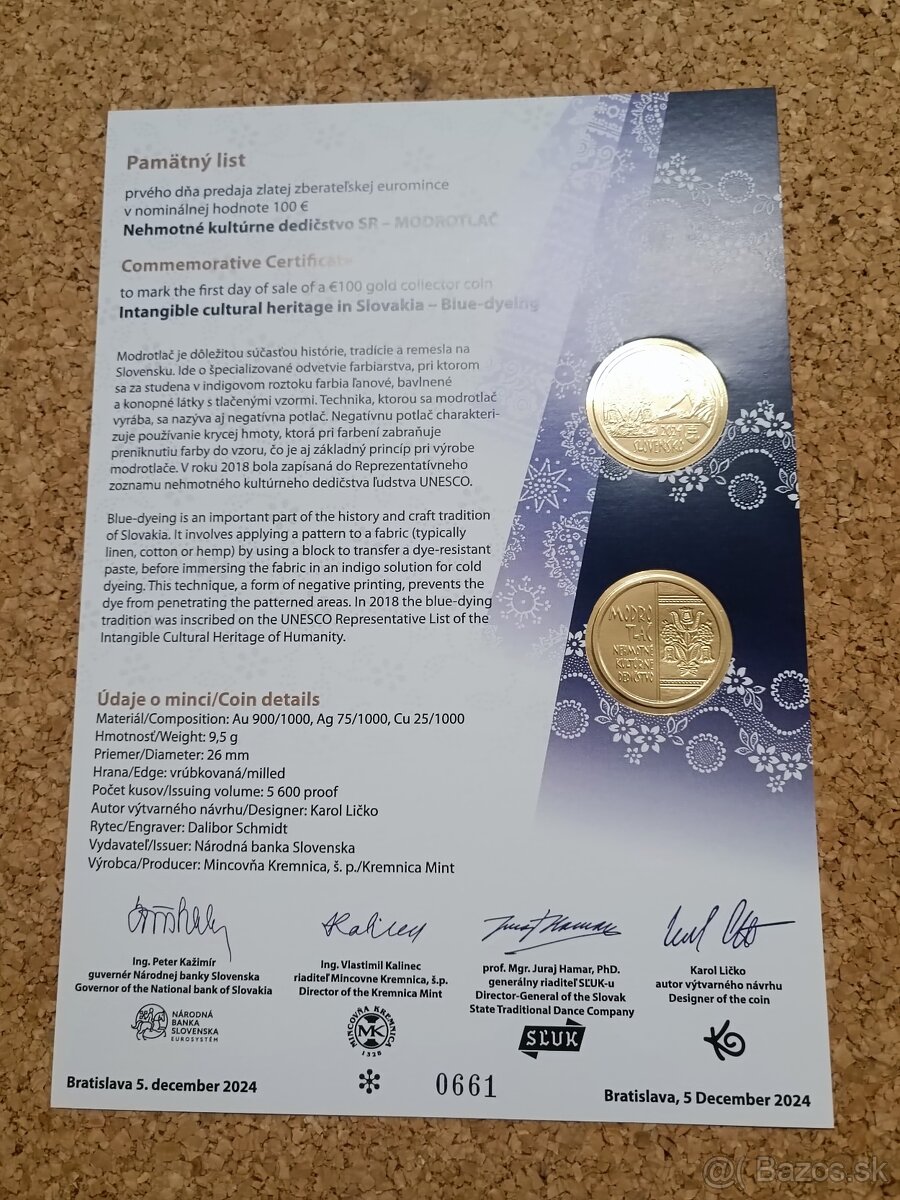 Pamätný list
prvého dňa predaja zlatej zberateľskej euromince
v nominálnej hodnote 100 €
Nehmotné kultúrne dedičstvo SR – MODROTLAČ
Commemorative Certificate
to mark the first day of sale of a €100 gold collector coin
Intangible cultural heritage in Slovakia – Blue-dyeing
Modrotlač je dôležitou súčasťou histórie, tradície a remesla na
Slovensku. Ide o špecializované odvetvie farbiarstva, pri ktorom
sa za studena v indigovom roztoku farbia ľanové, bavlnené
a konopné látky s tlačenými vzormi. Technika, ktorou sa modrotlač
vyrába, sa nazýva aj negatívna potlač. Negatívnu potlač charakteri-
zuje používanie krycej hmoty, ktorá pri farbení zabraňuje
preniknutiu farby do vzoru, čo je aj základný princíp pri výrobe
modrotlače. V roku 2018 bola zapísaná do Reprezentatívneho
zoznamu nehmotného kultúrneho dedičstva ľudstva UNESCO.
Blue-dyeing is an important part of the history and craft tradition
of Slovakia. It involves applying a pattern to a fabric (typically
linen, cotton or hemp) by using a block to transfer a dye-resistant
paste, before immersing the fabric in an indigo solution for cold
dyeing. This technique, a form of negative printing, prevents the
dye from penetrating the patterned areas. In 2018 the blue-dying
tradition was inscribed on the UNESCO Representative List of the
Intangible Cultural Heritage of Humanity.
2024
SLOVENSKO
MODRO
TLAČ
NEHMOTNÉ
KULTÚRNE
DEDIČSTVO
Údaje o minci/Coin details
Materiál/Composition: Au 900/1000, Ag 75/1000, Cu 25/1000
Hmotnosť/Weight: 9,5 g
Priemer/Diameter: 26 mm
Hrana/Edge: vrúbkovaná/milled
Počet kusov/Issuing volume: 5 600 proof
Autor výtvarného návrhu/Designer: Karol Ličko
Rytec/Engraver: Dalibor Schmidt
Vydavateľ/Issuer: Národná banka Slovenska
Výrobca/Producer: Mincovňa Kremnica, š. p./Kremnica Mint
Ing. Peter Kažimír
guvernér Národnej banky Slovenska
Governor of the National bank of Slovakia
NÁRODNÁ
BANKA
SLOVENSKA
EUROSYSTÉM
Ing. Vlastimil Kalinec
riaditeľ Mincovne Kremnica, š.p.
Director of the Kremnica Mint
MINCOVŇA KREMNICA
MK
1328
prof. Mgr. Juraj Hamar, PhD.
generálny riaditeľ SĽUK-u
Director-General of the Slovak
State Traditional Dance Company
SĽUK
Karol Ličko
autor výtvarného návrhu
Designer of the coin
Bratislava 5. december 2024
0661
Bratislava, 5 December 2024
@( Bazos.sk